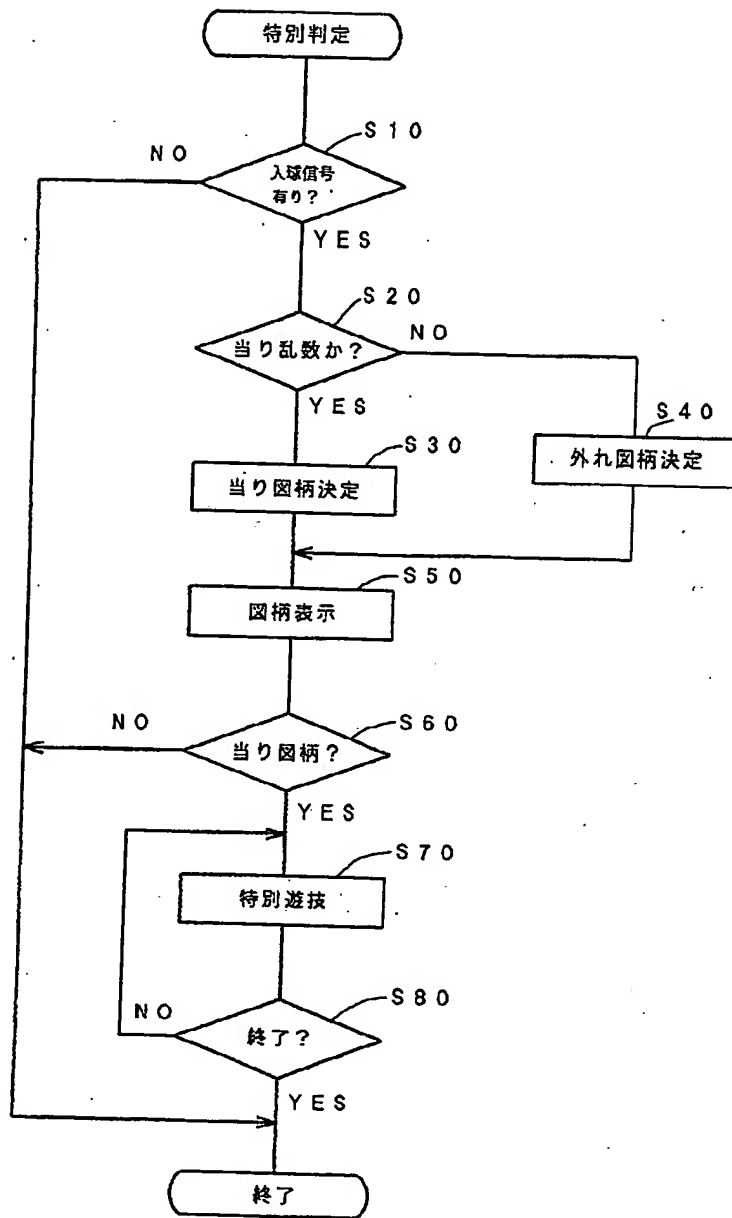 特別判定
S10
NO
入球信号
有り?
YES
S20
当り乱数か?
NO
YES
S30
S40
当り図柄決定
外れ図柄決定
S50
図柄表示
NO
S60
当り図柄?
YES
S70
特別遊技
S80
NO
終了?
YES
終了